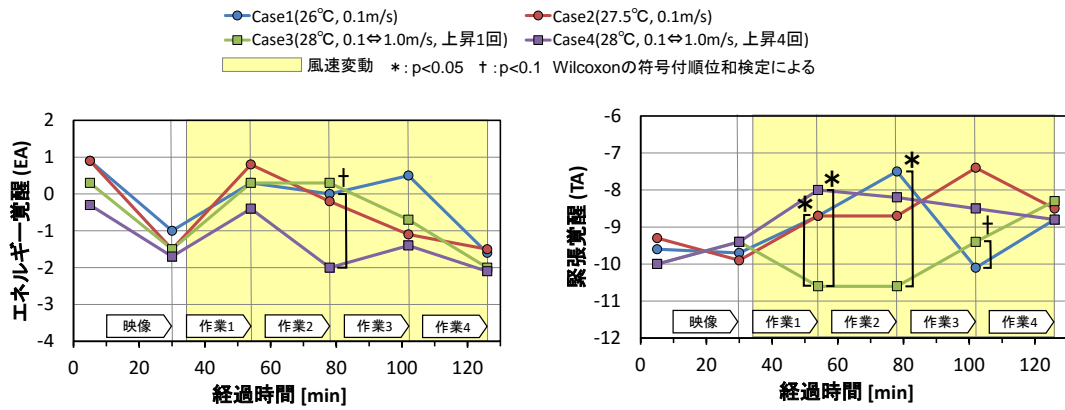 Case1(26℃, 0.1m/s)
Case2(27.5℃, 0.1m/s)
Case3(28℃, 0.1⇔1.0m/s, 上昇1回)
Case4(28℃, 0.1⇔1.0m/s, 上昇4回)
風速変動 *: p<0.05 †: p<0.1 Wilcoxonの符号付順位和検定による
エネルギー覚醒 (EA)
2
1
0
-1
-2
-3
-4
†
映像 作業1 作業2 作業3 作業4
0 20 40 60 80 100 120
経過時間 [min]
緊張覚醒 (TA)
-6
-7
-8
-9
-10
-11
-12
* * * †
映像 作業1 作業2 作業3 作業4
0 20 40 60 80 100 120
経過時間 [min]